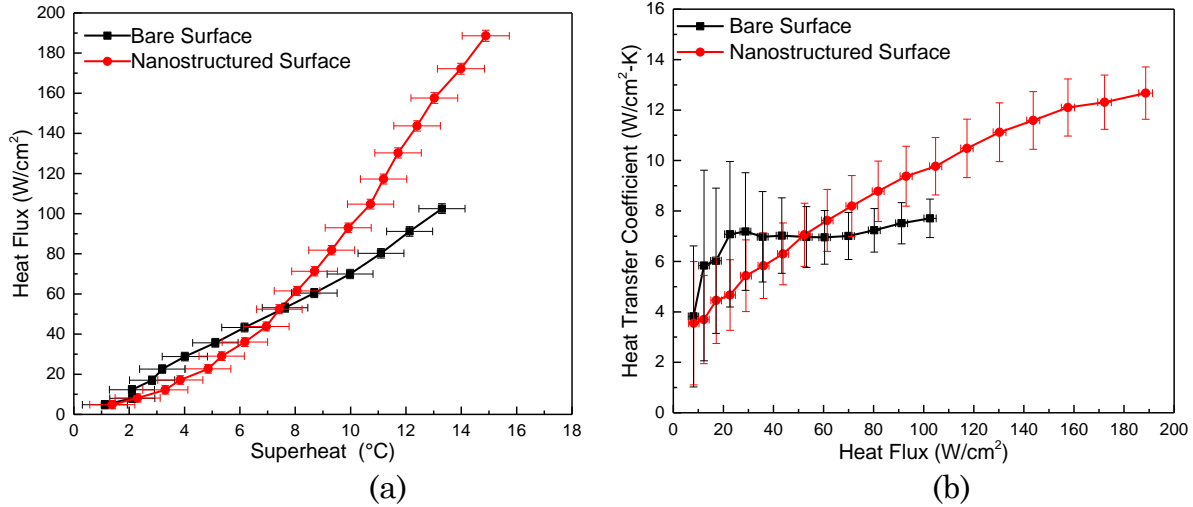 200
180
160
140
120
100
80
60
40
20
0
Heat Flux (W/cm²)
Bare Surface
Nanostructured Surface
0 2 4 6 8 10 12 14 16 18
Superheat (°C)
(a)
16
14
12
10
8
6
4
2
0
Heat Transfer Coefficient (W/cm²-K)
Bare Surface
Nanostructured Surface
0 20 40 60 80 100 120 140 160 180 200
Heat Flux (W/cm²)
(b)